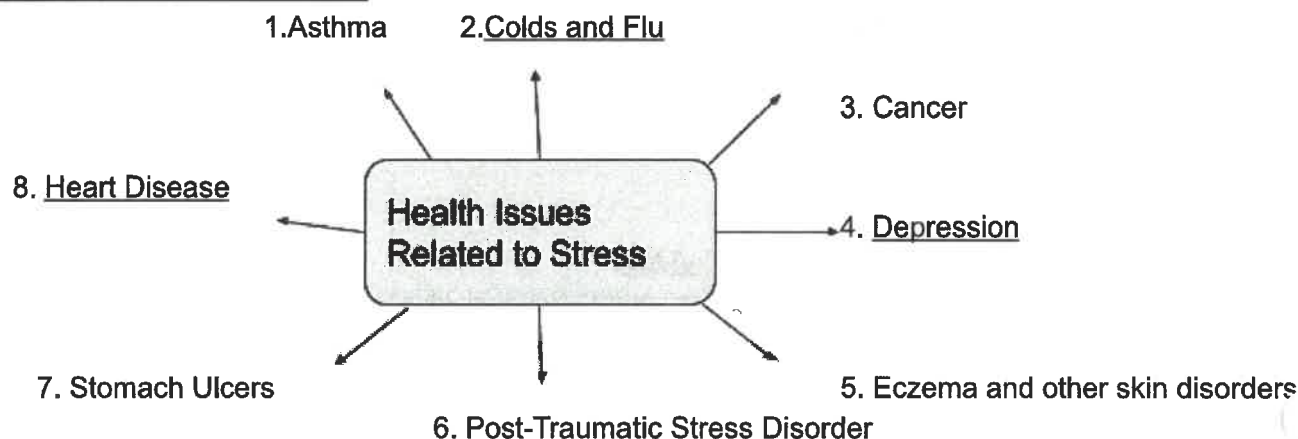 1.Asthma
2.Colds and Flu
3. Cancer
8. Heart Disease
Health Issues
Related to Stress
4. Depression
7. Stomach Ulcers
5. Eczema and other skin disorders
6. Post-Traumatic Stress Disorder